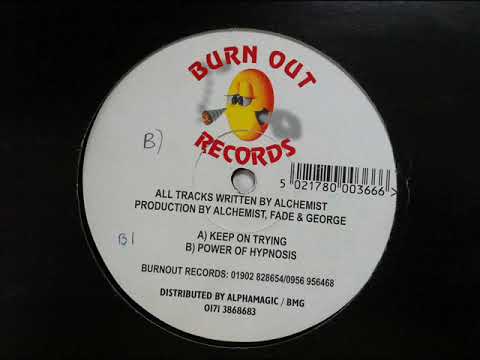 BURN OUT
RECORDS
B)
5 021780 003666 >
ALL TRACKS WRITTEN BY ALCHEMIST
PRODUCTION BY ALCHEMIST, FADE & GEORGE
A) KEEP ON TRYING
B1
B) POWER OF HYPNOSIS
BURNOUT RECORDS: 01902 828654/0956 956468
DISTRIBUTED BY ALPHAMAGIC / BMG
0171 3868683